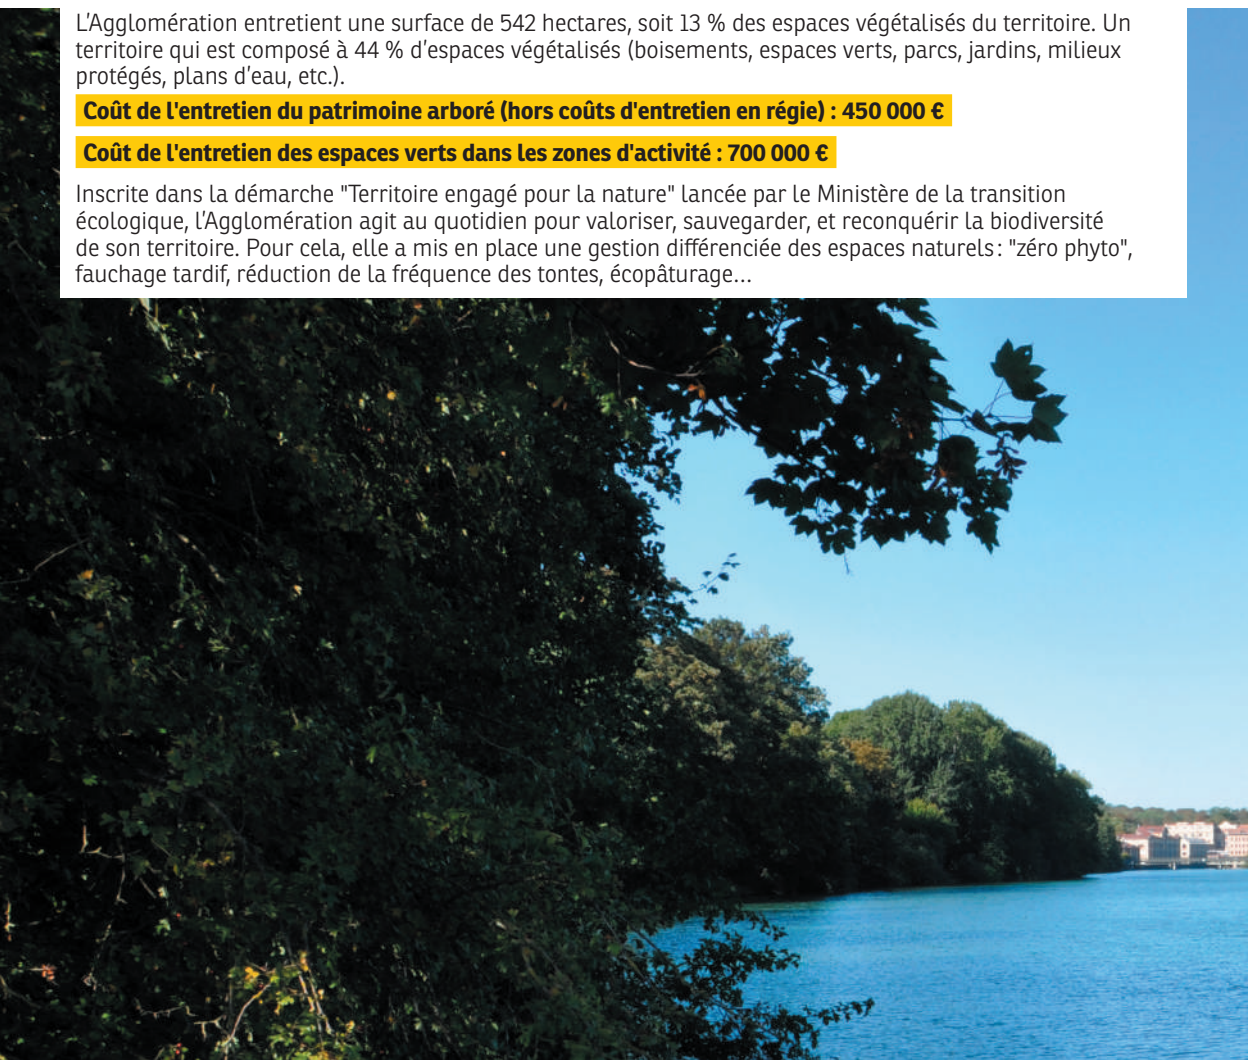 L’Agglomération entretient une surface de 542 hectares, soit 13 % des espaces végétalisés du territoire. Un
territoire qui est composé à 44 % d’espaces végétalisés (boisements, espaces verts, parcs, jardins, milieux
protégés, plans d’eau, etc.).
Coût de l'entretien du patrimoine arboré (hors coûts d'entretien en régie) : 450 000 €
Coût de l'entretien des espaces verts dans les zones d'activité : 700 000 €
Inscrite dans la démarche "Territoire engagé pour la nature" lancée par le Ministère de la transition
écologique, l’Agglomération agit au quotidien pour valoriser, sauvegarder, et reconquérir la biodiversité
de son territoire. Pour cela, elle a mis en place une gestion différenciée des espaces naturels : "zéro phyto",
fauchage tardif, réduction de la fréquence des tontes, écopâturage...